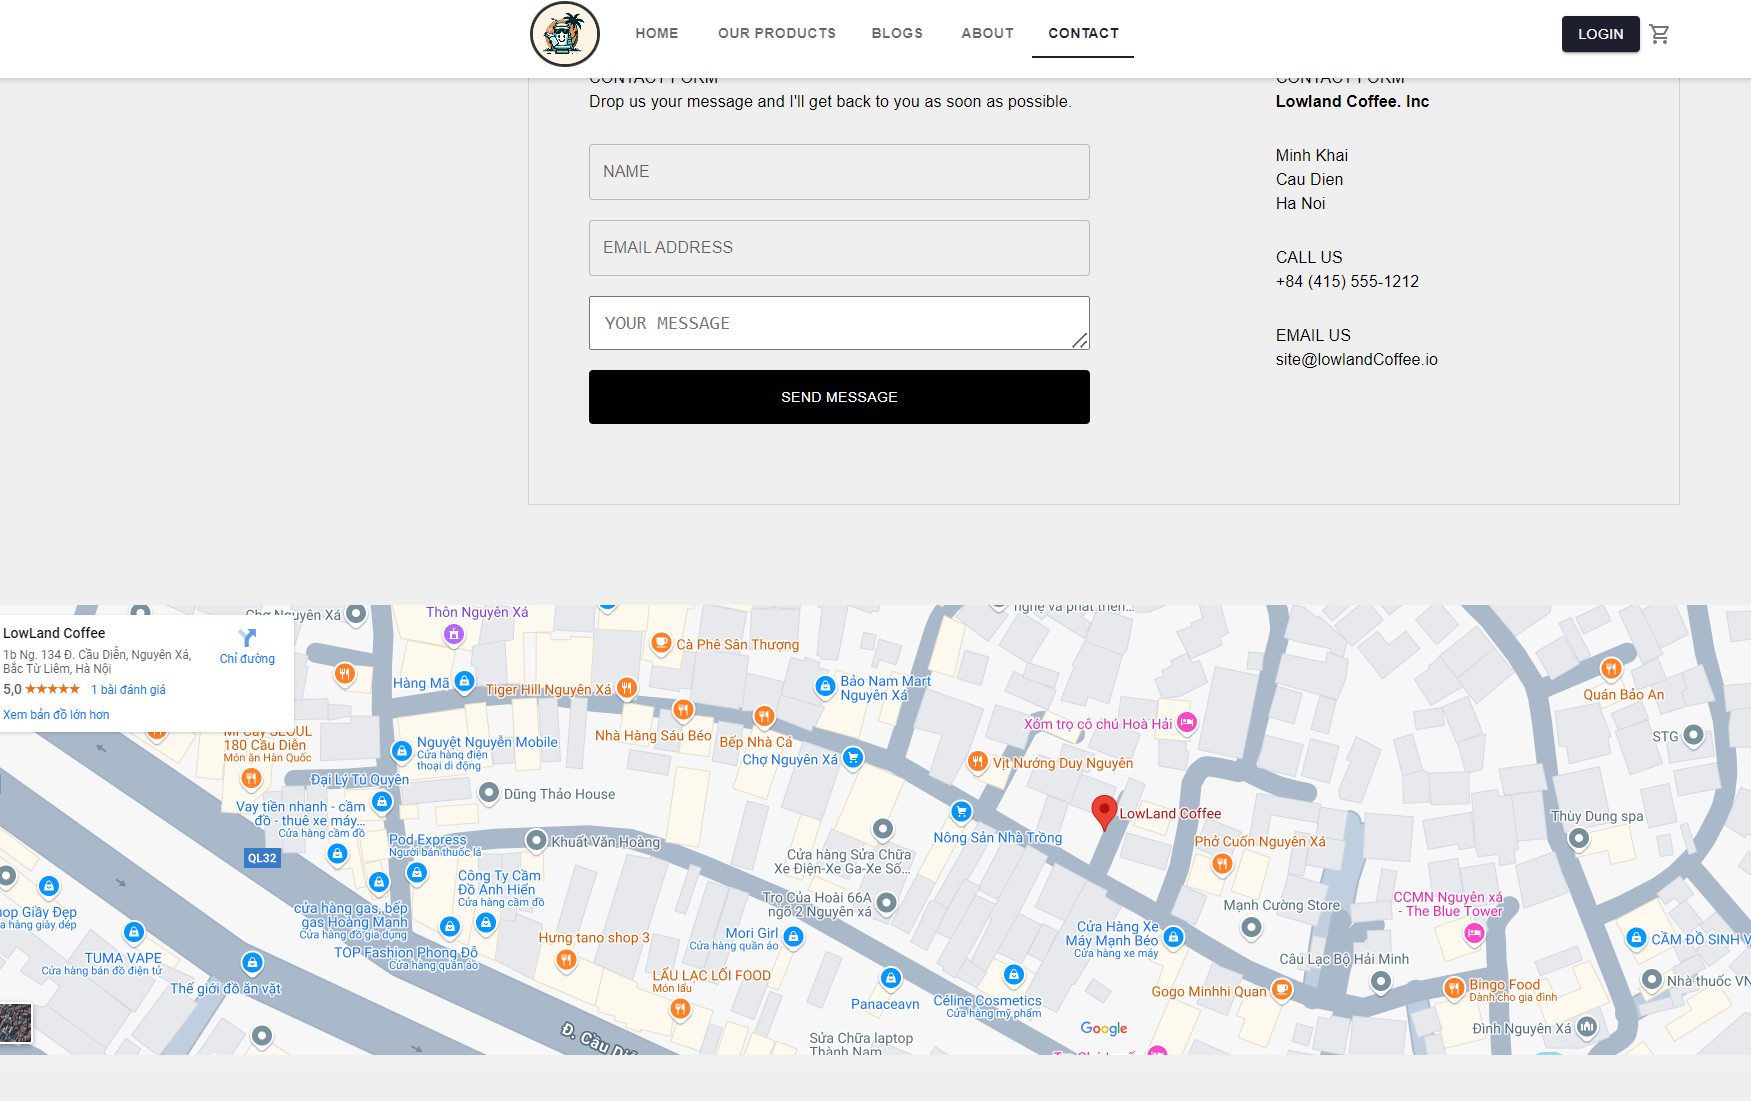 HOME
OUR PRODUCTS
BLOGS
ABOUT
CONTACT
LOGIN
CONTACT FORM
Drop us your message and I'll get back to you as soon as possible.
NAME
EMAIL ADDRESS
YOUR MESSAGE
SEND MESSAGE
CONTACT FORM
Lowland Coffee. Inc
Minh Khai
Cau Dien
Ha Noi
CALL US
+84 (415) 555-1212
EMAIL US
site@lowlandCoffee.io
LowLand Coffee
1b Ng. 134 Đ. Cầu Diễn, Nguyên Xá,
Bắc Từ Liêm, Hà Nội
5,0 ★★★★★ 1 bài đánh giá
Xem bản đồ lớn hơn
Chỉ đường
Chợ Nguyên Xá
Thôn Nguyên Xá
nghệ và phát triển...
Cà Phê Sân Thượng
Hàng Mã
Tiger Hill Nguyên Xá
Bảo Nam Mart
Nguyên Xá
Quán Bảo An
Xóm trọ cô chú Hoà Hải
Nhà Hàng Sáu Béo
Bếp Nhà Cá
STG
Mì Cay SEOUL
180 Cầu Diễn
Món ăn Hàn Quốc
Nguyệt Nguyễn Mobile
Cửa hàng điện
thoại di động
Chợ Nguyên Xá
Vịt Nướng Duy Nguyên
Đại Lý Tú Quyên
Dũng Thảo House
Vay tiền nhanh - cầm
đồ - thuê xe máy...
Cửa hàng cầm đồ
LowLand Coffee
Thùy Dung spa
Pod Express
Người bán thuốc lá
Khuất Văn Hoàng
Nông Sản Nhà Trồng
Phở Cuốn Nguyên Xá
QL32
Cửa hàng Sửa Chữa
Xe Điện-Xe Ga-Xe Số...
Công Ty Cầm
Đồ Anh Hiển
Cửa hàng cầm đồ
Trọ Của Hoài 66A
ngõ 2 Nguyên xá
Mạnh Cường Store
CCMN Nguyên xá
- The Blue Tower
op Giầy Đẹp
a hàng giày dép
cửa hàng gas, bếp
gas Hoàng Mạnh
Cửa hàng đồ gia dụng
Hưng tano shop 3
Mori Girl
Cửa hàng quần áo
Cửa Hàng Xe
Máy Mạnh Béo
Cửa hàng xe máy
CẦM ĐỒ SINH V
TUMA VAPE
Cửa hàng bán đồ điện tử
TOP Fashion Phong Đỗ
Cửa hàng quần áo
Câu Lạc Bộ Hải Minh
Thế giới đồ ăn vặt
LẨU LẠC LỐI FOOD
Món lẩu
Panceavn
Céline Cosmetics
Cửa hàng mỹ phẩm
Gogo Minhhi Quan
Bingo Food
Dành cho gia đình
Nhà thuốc VN
Đ. Cầu Diễ
Sửa Chữa laptop
Thành Nam
Google
Đình Nguyên Xá